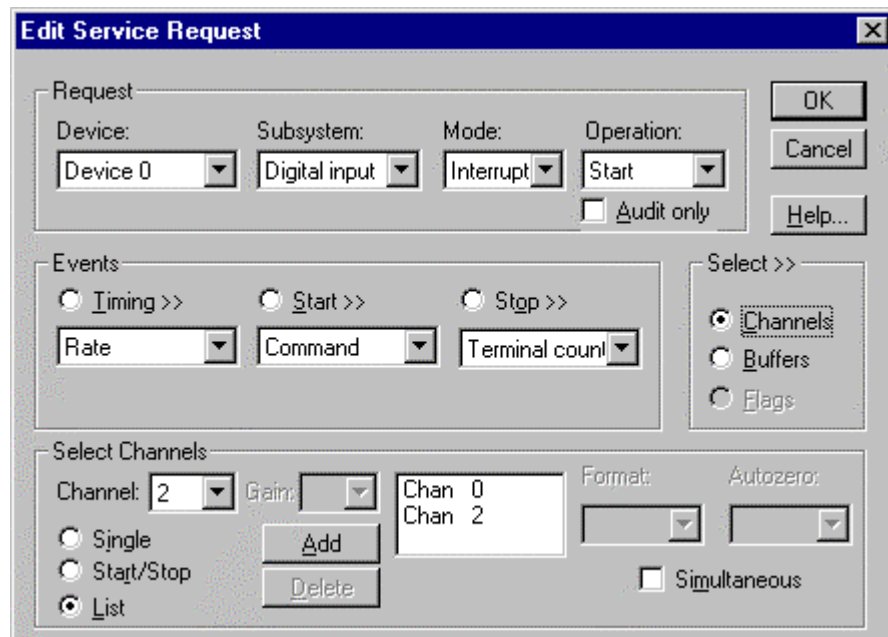 Edit Service Request
Request
Device: Subsystem: Mode: Operation:
Device 0 Digital input Interrupt Start
Audit only
OK
Cancel
Help...
Events
Timing >> Start >> Stop >>
Rate Command Terminal count
Select >>
Channels
Buffers
Flags
Select Channels
Channel: 2 Gain:
Single
Start/Stop
List
Add
Delete
Chan 0
Chan 2
Format: Autozero:
Simultaneous